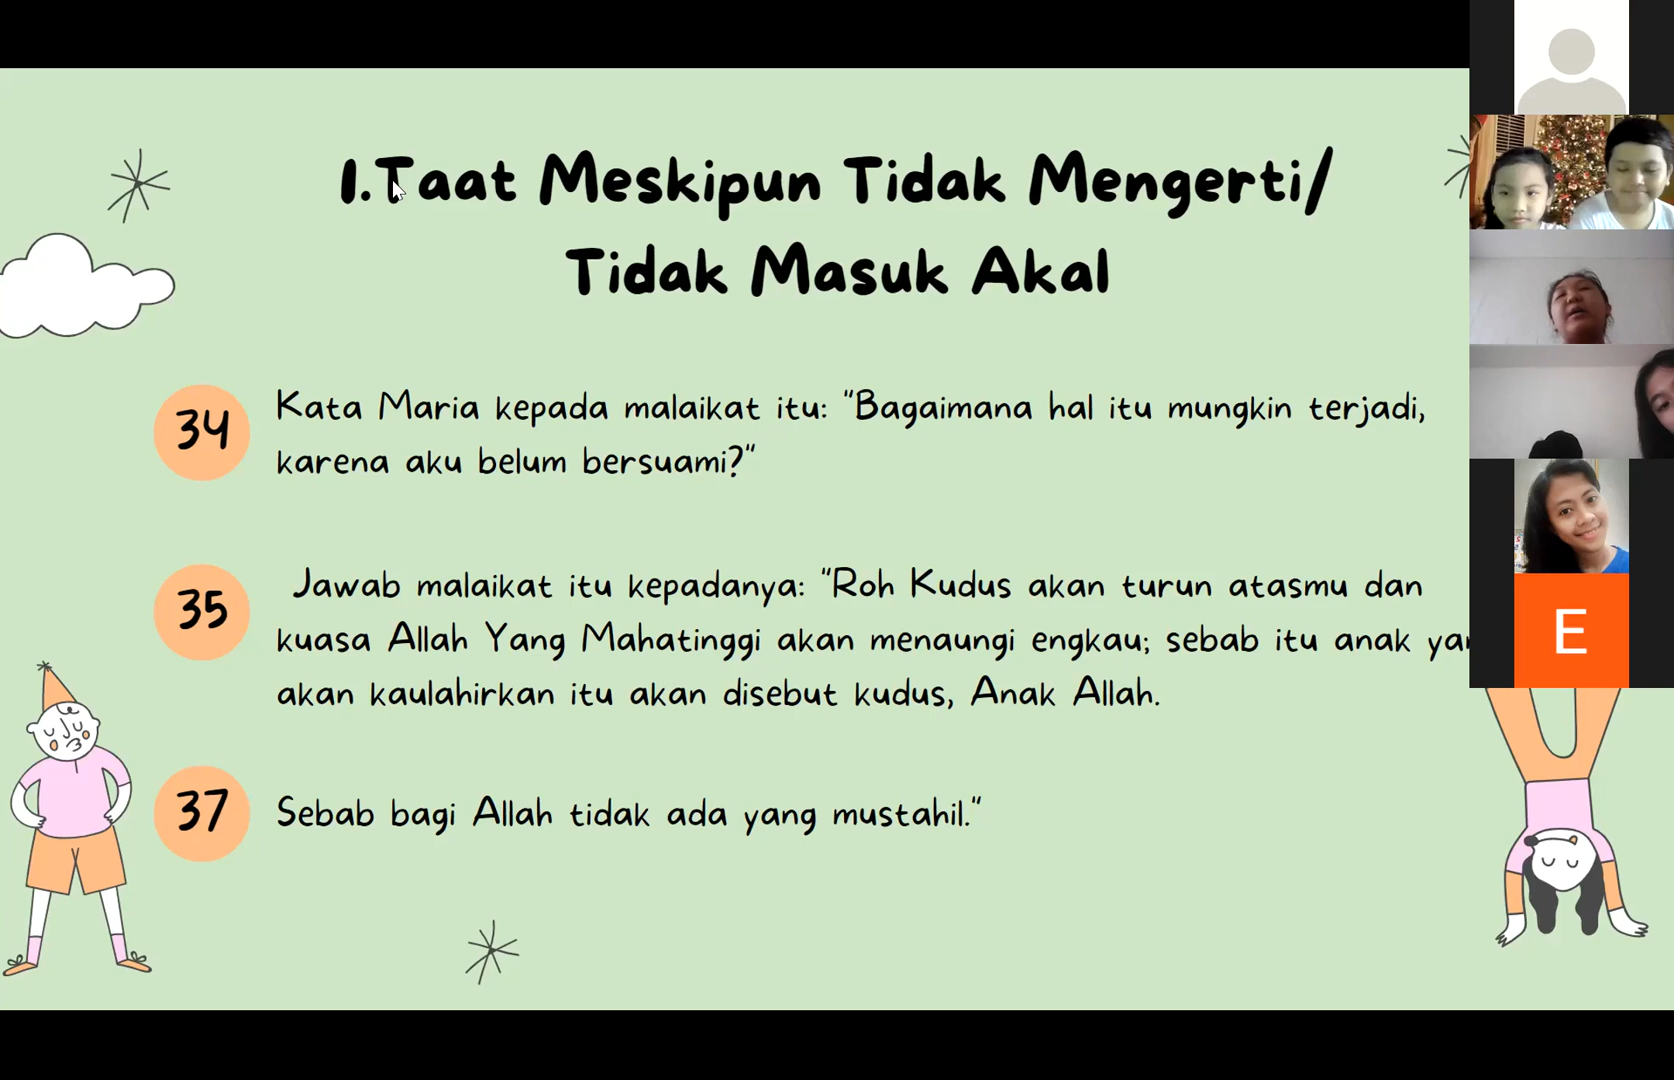 1.Taat Meskipun Tidak Mengerti/
Tidak Masuk Akal
34
Kata Maria kepada malaikat itu: "Bagaimana hal itu mungkin terjadi,
karena aku belum bersuami?"
35
Jawab malaikat itu kepadanya: "Roh Kudus akan turun atasmu dan
kuasa Allah Yang Mahatinggi akan menaungi engkau; sebab itu anak
akan kaulahirkan itu akan disebut kudus, Anak Allah.
37
Sebab bagi Allah tidak ada yang mustahil."
E